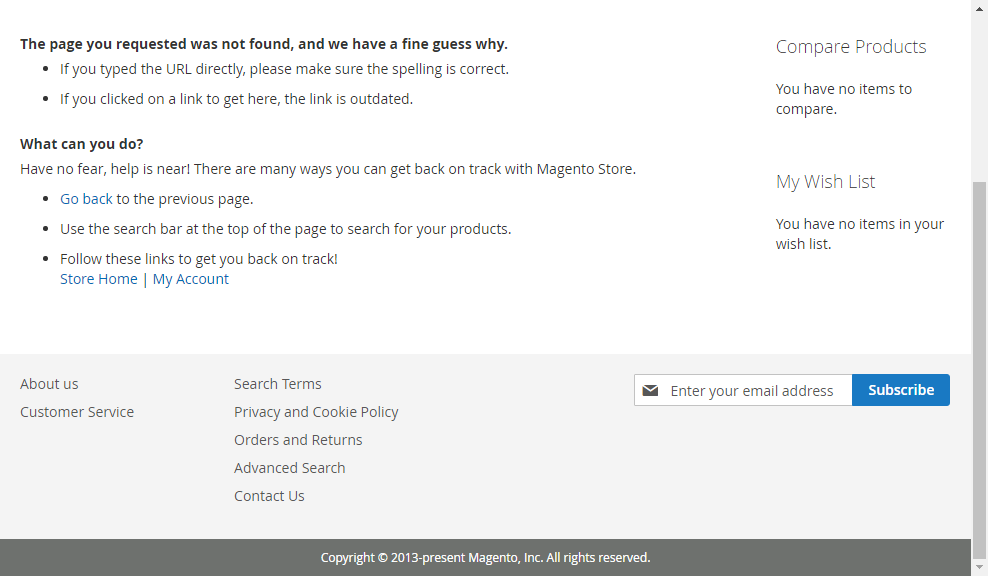 The page you requested was not found, and we have a fine guess why.
If you typed the URL directly, please make sure the spelling is correct.
If you clicked on a link to get here, the link is outdated.
What can you do?
Have no fear, help is near! There are many ways you can get back on track with Magento Store.
Go back to the previous page.
Use the search bar at the top of the page to search for your products.
Follow these links to get you back on track!
Store Home | My Account
Compare Products
You have no items to
compare.
My Wish List
You have no items in your
wish list.
About us
Customer Service
Search Terms
Privacy and Cookie Policy
Orders and Returns
Advanced Search
Contact Us
Enter your email address
Subscribe
Copyright © 2013-present Magento, Inc. All rights reserved.